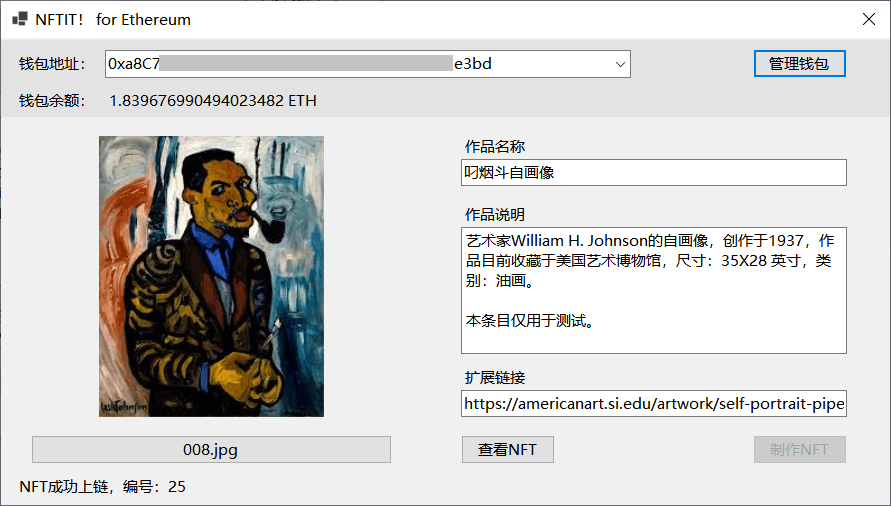 NFTIT! for Ethereum
钱包地址： 0xa8C7 e3bd 管理钱包
钱包余额： 1.839676990494023482 ETH
作品名称
叼烟斗自画像
作品说明
艺术家William H. Johnson的自画像，创作于1937，作
品目前收藏于美国艺术博物馆，尺寸：35X28 英寸，类
别：油画。
本条目仅用于测试。
扩展链接
https://americanart.si.edu/artwork/self-portrait-pipe
008.jpg 查看NFT 制作NFT
NFT成功上链，编号：25